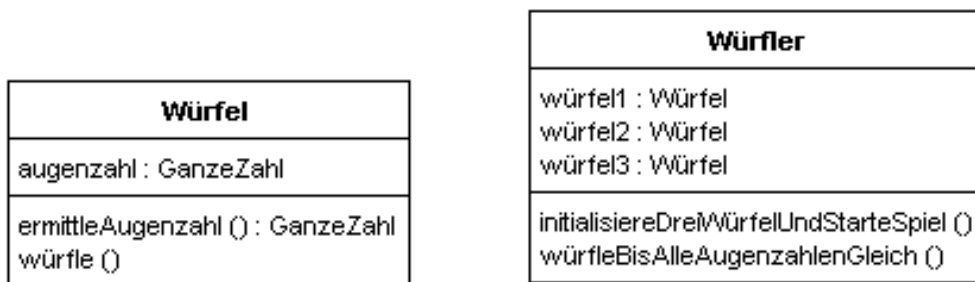 Würfel
augenzahl : GanzeZahl
ermittleAugenzahl () : GanzeZahl
würfle ()
Würfler
würfel1 : Würfel
würfel2 : Würfel
würfel3 : Würfel
initialisiereDreiWürfelUndStarteSpiel ()
würfleBisAlleAugenzahlenGleich ()